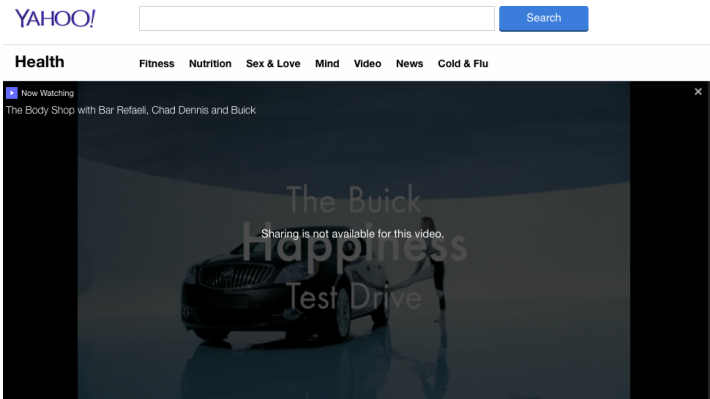 YAHOO!
Search
Health
Fitness Nutrition Sex & Love Mind Video News Cold & Flu
Now Watching
The Body Shop with Bar Refaeli, Chad Dennis and Buick
The Buick
Happiness
Sharing is not available for this video.
Test Drive